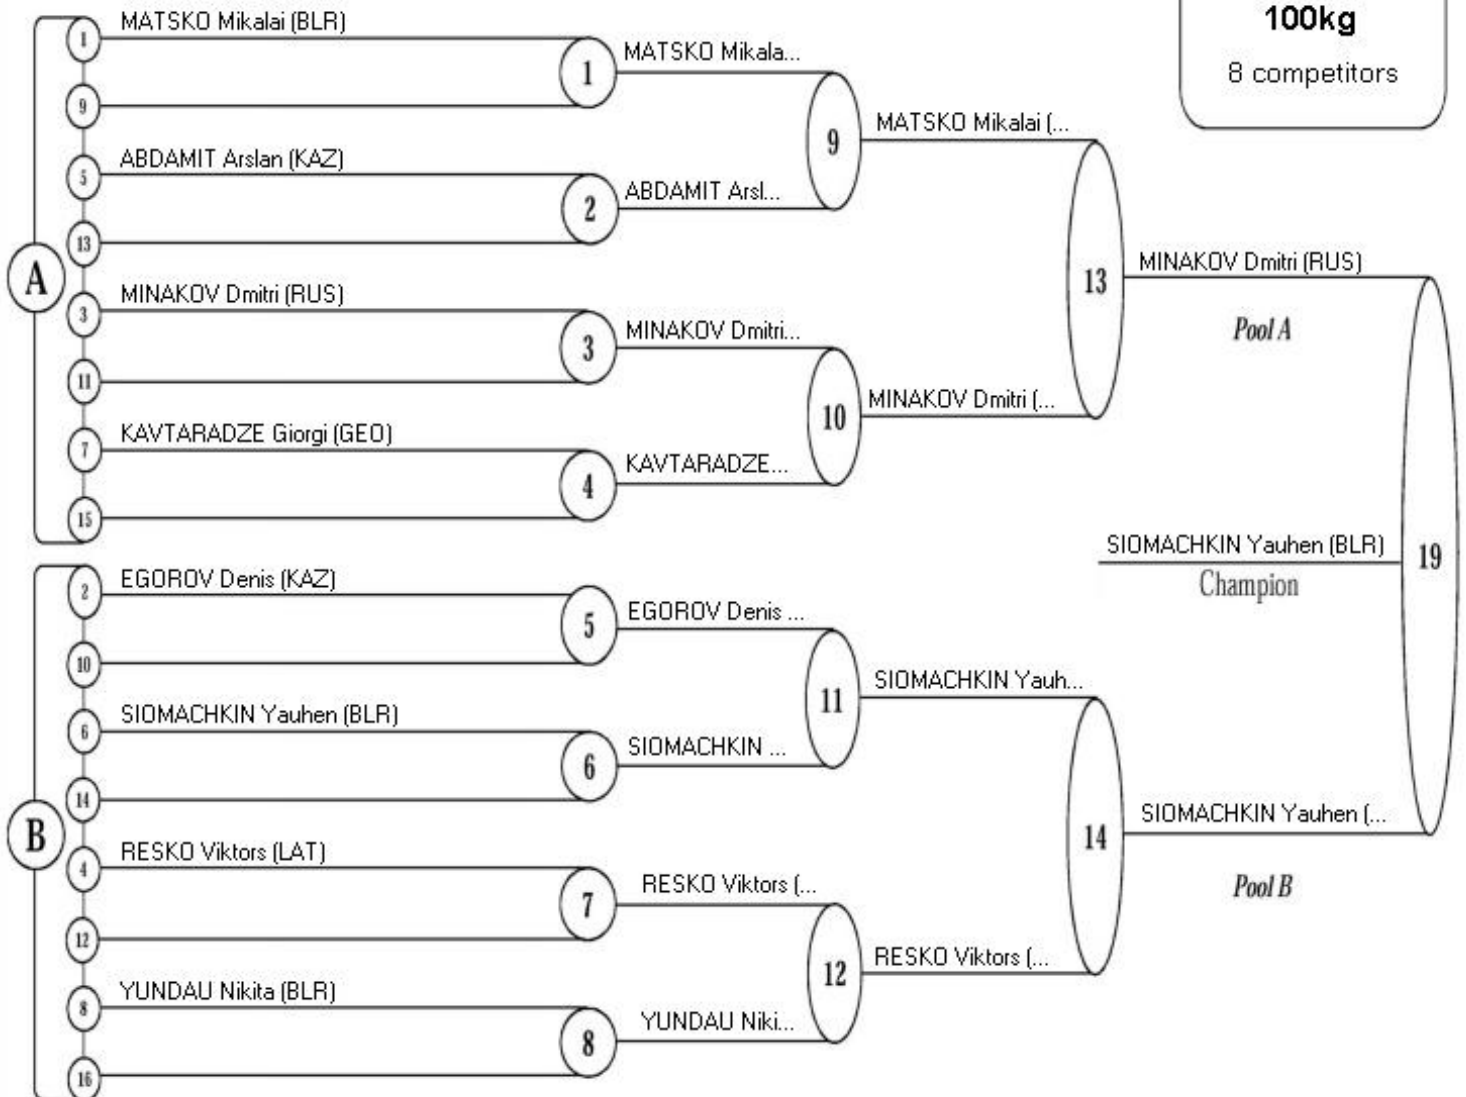 100kg
8 competitors
A
1
MATSKO Mikalai (BLR)
9
1
MATSKO Mikala...
5
ABDAMIT Arslan (KAZ)
13
2
ABDAMIT Arsl...
9
MATSKO Mikalai (...
3
MINAKOV Dmitri (RUS)
11
3
MINAKOV Dmitri...
7
KAVTARADZE Giorgi (GEO)
15
4
KAVTARADZE...
10
MINAKOV Dmitri (...
13
MINAKOV Dmitri (RUS)
Pool A
B
2
EGOROV Denis (KAZ)
10
5
EGOROV Denis ...
6
SIOMACHKIN Yauhen (BLR)
14
6
SIOMACHKIN ...
11
SIOMACHKIN Yauh...
4
RESKO Viktors (LAT)
12
7
RESKO Viktors (...
8
YUNDAU Nikita (BLR)
16
8
YUNDAU Niki...
12
RESKO Viktors (...
14
SIOMACHKIN Yauhen (...
Pool B
19
SIOMACHKIN Yauhen (BLR)
Champion